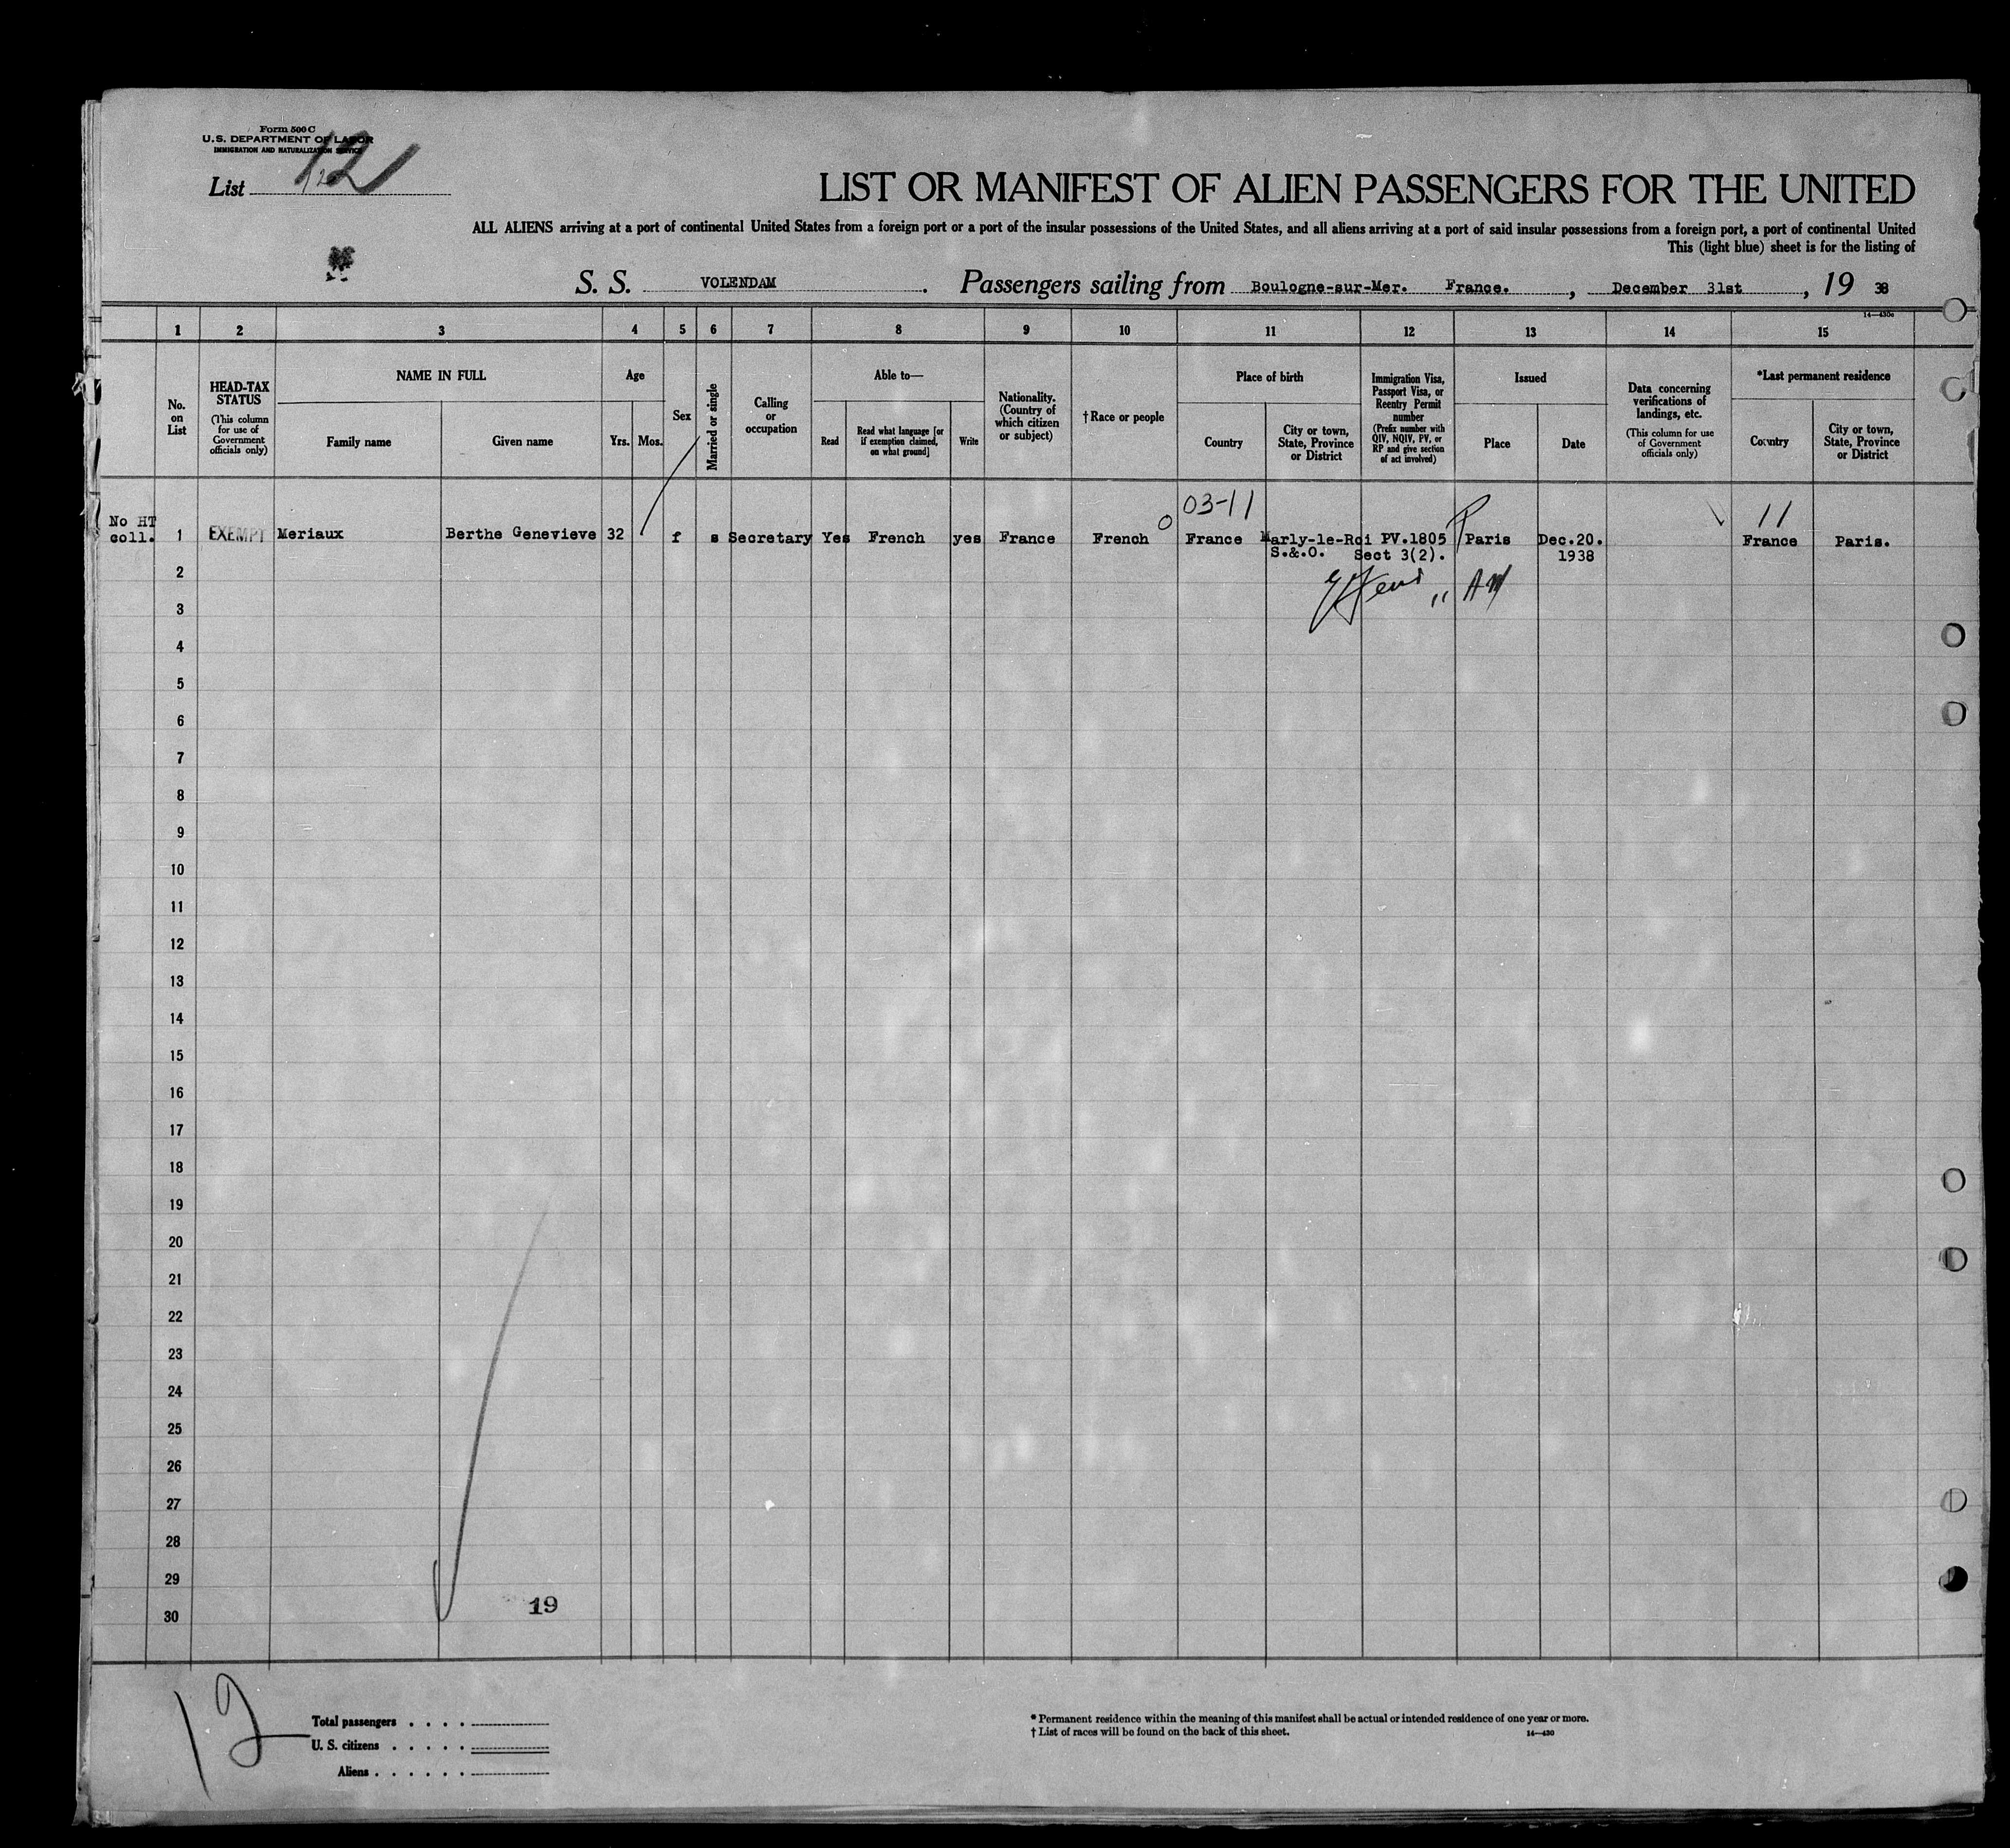 Form 500 C
U.S. DEPARTMENT OF LABOR
IMMIGRATION AND NATURALIZATION SERVICE
List 12
LIST OR MANIFEST OF ALIEN PASSENGERS FOR THE UNITED
ALL ALIENS arriving at a port of continental United States from a foreign port or a port of the insular possessions of the United States, and all aliens arriving at a port of said insular possessions from a foreign port, a port of continental United
This (light blue) sheet is for the listing of
S. S. VOLENDAM. Passengers sailing from Boulogne-sur-Mer. France. , December 31st , 19 38
14—430c
1 2 3 4 5 6 7 8 9 10 11 12 13 14 15
No. on List
HEAD-TAX STATUS
(This column for use of Government officials only)
NAME IN FULL
Family name
Given name
Age
Yrs. Mos.
Sex
Married or single
Calling or occupation
Able to—
Read
Read what language [or if exemption claimed, on what ground]
Write
Nationality. (Country of which citizen or subject)
†Race or people
Place of birth
Country
City or town, State, Province or District
Immigration Visa, Passport Visa, or Reentry Permit number
(Prefix number with QIV, NQIV, PV, or RP and give section of act involved)
Issued
Place
Date
Data concerning verifications of landings, etc.
(This column for use of Government officials only)
*Last permanent residence
Country
City or town, State, Province or District
03-11 11
No HT coll. 1 EXEMPT Meriaux Berthe Genevieve 32 f s Secretary Yes French yes France French France Marly-le-Roi PV.1805 Paris Dec.20. France Paris.
S.&O. Sect 3(2). 1938
2
3
4
5
6
7
8
9
10
11
12
13
14
15
16
17
18
19
20
21
22
23
24
25
26
27
28
29
30
19
12
Total passengers . . . .
U. S. citizens . . . . .
Aliens . . . . . .
* Permanent residence within the meaning of this manifest shall be actual or intended residence of one year or more.
† List of races will be found on the back of this sheet.
14—430